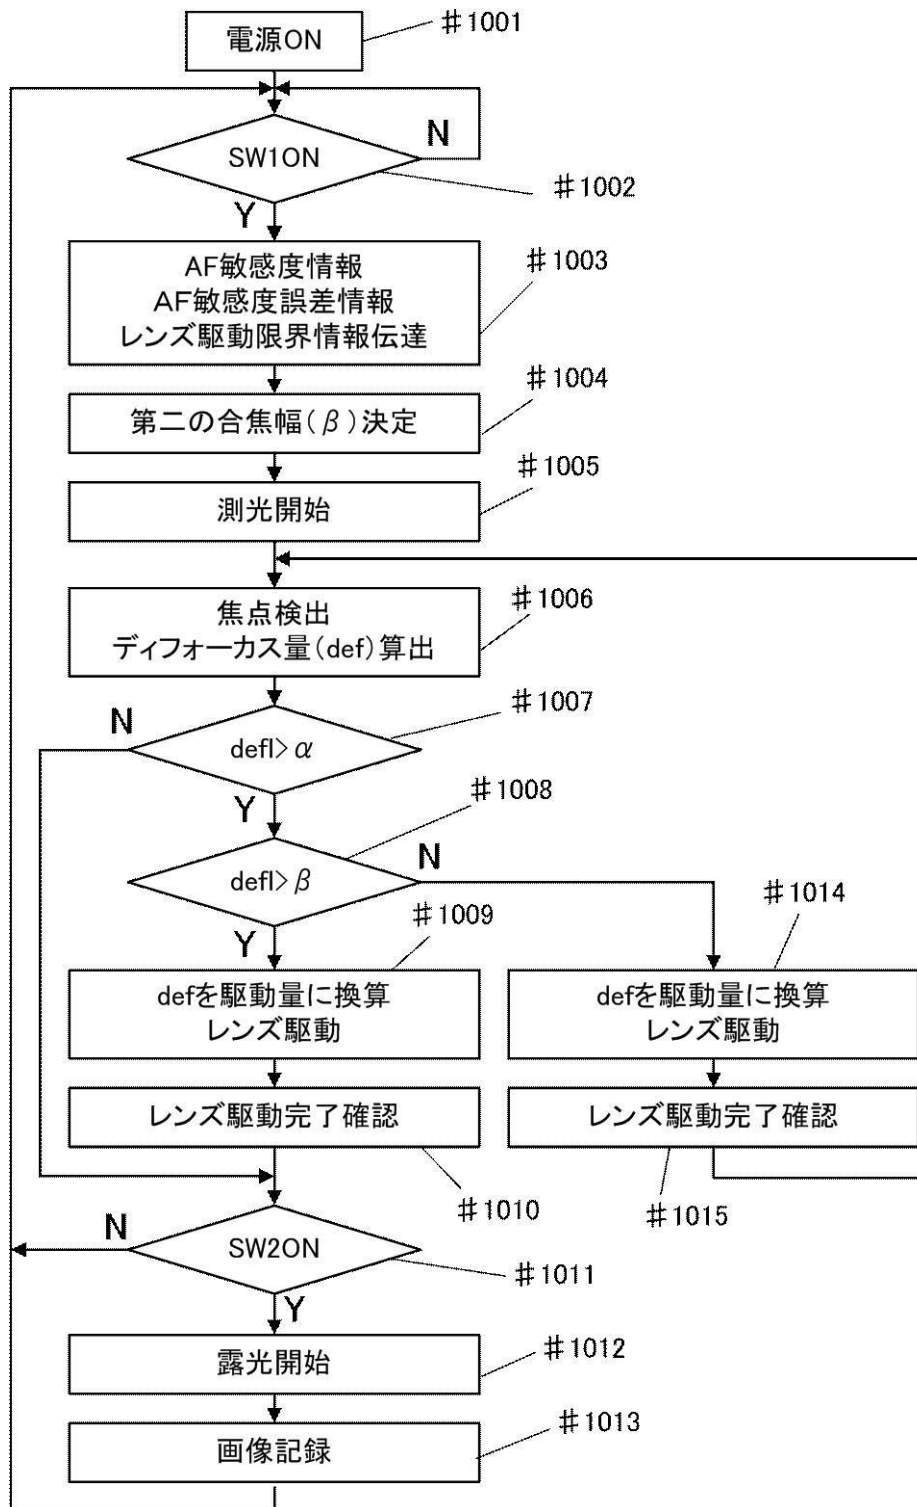 電源ON
♯1001
SW1ON
N
♯1002
Y
AF敏感度情報
AF敏感度誤差情報
レンズ駆動限界情報伝達
♯1003
第二の合焦幅(β)決定
♯1004
測光開始
♯1005
焦点検出
ディフォーカス量(def)算出
♯1006
N
defl>α
♯1007
Y
defl>β
♯1008
N
Y
♯1009
defを駆動量に換算
レンズ駆動
♯1014
defを駆動量に換算
レンズ駆動
レンズ駆動完了確認
♯1010
レンズ駆動完了確認
♯1015
N
SW2ON
♯1011
Y
露光開始
♯1012
画像記録
♯1013